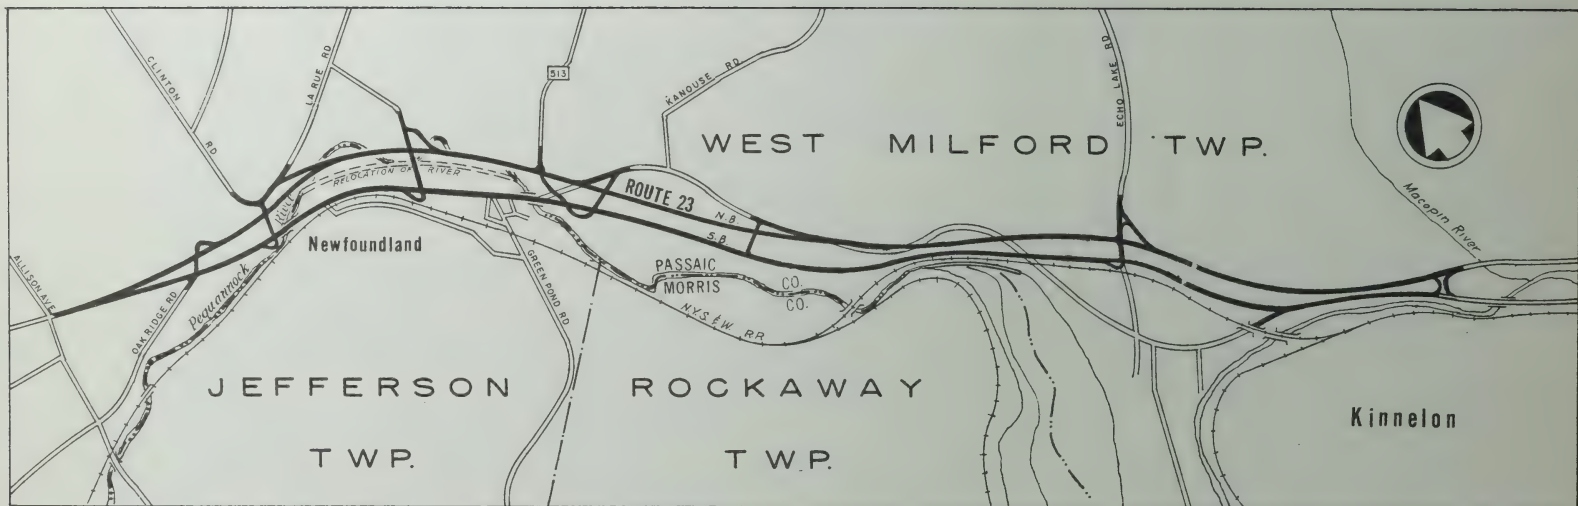 CLINTON RD
LA RUE RD
513
KANOUSE RD
ECHO LAKE RD
WEST MILFORD TWP.
Macopin River
RELOCATION OF RIVER
ROUTE 23
N.B.
S.B.
Newfoundland
ALLISON AVE
OAK RIDGE RD
Pequannock
GREEN POND RD
PASSAIC CO.
MORRIS CO.
N.Y.S. & W. RR
JEFFERSON
TWP.
ROCKAWAY
TWP.
Kinnelon